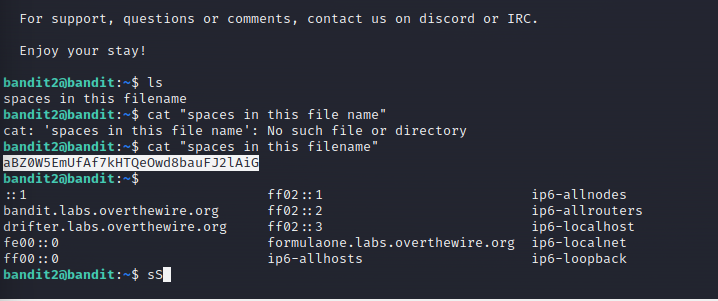 For support, questions or comments, contact us on discord or IRC.
Enjoy your stay!
bandit2@bandit:~$ ls
spaces in this filename
bandit2@bandit:~$ cat "spaces in this file name"
cat: 'spaces in this file name': No such file or directory
bandit2@bandit:~$ cat "spaces in this filename"
aBZ0W5EmUfAf7kHTQeOwd8bauFJ2lAiG
bandit2@bandit:~$
::1 ff02::1 ip6-allnodes
bandit.labs.overthewire.org ff02::2 ip6-allrouters
drifter.labs.overthewire.org ff02::3 ip6-localhost
fe00::0 formulaone.labs.overthewire.org ip6-localnet
ff00::0 ip6-allhosts ip6-loopback
bandit2@bandit:~$ sS